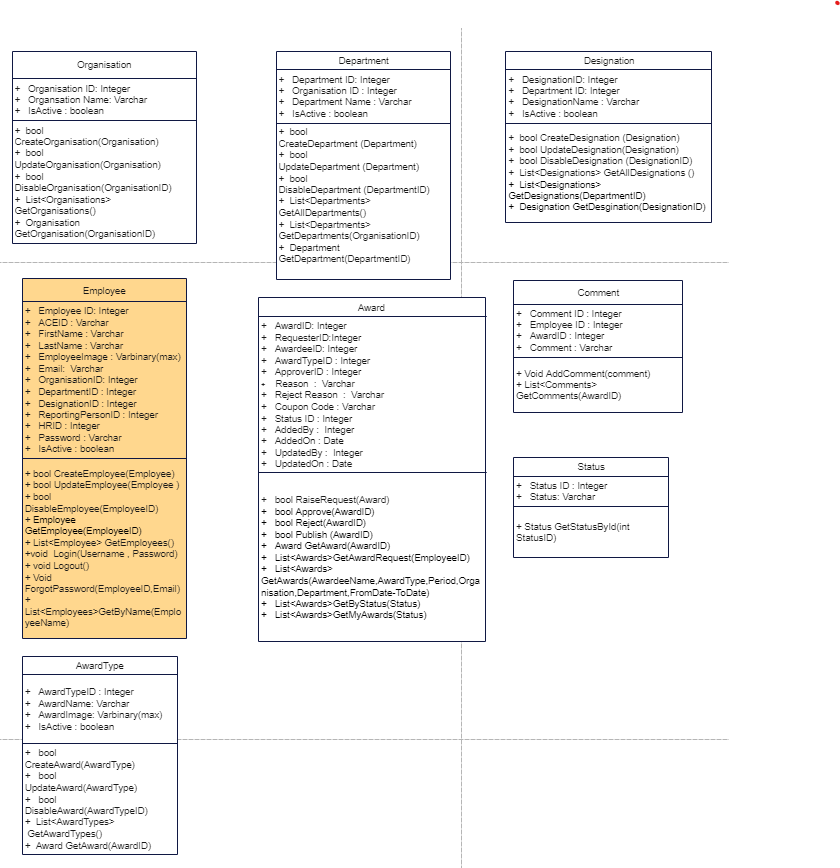 Organisation
+ Organisation ID: Integer
+ Organsation Name: Varchar
+ IsActive : boolean
+ bool
CreateOrganisation(Organisation)
+ bool
UpdateOrganisation(Organisation)
+ bool
DisableOrganisation(OrganisationID)
+ List<Organisations>
GetOrganisations()
+ Organisation
GetOrganisation(OrganisationID)
Department
+ Department ID: Integer
+ Organisation ID : Integer
+ Department Name : Varchar
+ IsActive : boolean
+ bool
CreateDepartment (Department)
+ bool
UpdateDepartment (Department)
+ bool
DisableDepartment (DepartmentID)
+ List<Departments>
GetAllDepartments()
+ List<Departments>
GetDepartments(OrganisationID)
+ Department
GetDepartment(DepartmentID)
Designation
+ DesignationID: Integer
+ Department ID: Integer
+ DesignationName : Varchar
+ IsActive : boolean
+ bool CreateDesignation (Designation)
+ bool UpdateDesignation(Designation)
+ bool DisableDesignation (DesignationID)
+ List<Designations> GetAllDesignations ()
+ List<Designations>
GetDesignations(DepartmentID)
+ Designation GetDesgination(DesignationID)
Employee
+ Employee ID: Integer
+ ACEID : Varchar
+ FirstName : Varchar
+ LastName : Varchar
+ EmployeeImage : Varbinary(max)
+ Email: Varchar
+ OrganisationID: Integer
+ DepartmentID : Integer
+ DesignationID : Integer
+ ReportingPersonID : Integer
+ HRID : Integer
+ Password : Varchar
+ IsActive : boolean
+ bool CreateEmployee(Employee)
+ bool UpdateEmployee(Employee )
+ bool
DisableEmployee(EmployeeID)
+ Employee
GetEmployee(EmployeeID)
+ List<Employee> GetEmployees()
+void Login(Username , Password)
+ void Logout()
+ Void
ForgotPassword(EmployeeID,Email)
+
List<Employees>GetByName(Emplo
yeeName)
Award
+ AwardID: Integer
+ RequesterID:Integer
+ AwardeeID: Integer
+ AwardTypeID : Integer
+ ApproverID : Integer
+ Reason : Varchar
+ Reject Reason : Varchar
+ Coupon Code : Varchar
+ Status ID : Integer
+ AddedBy : Integer
+ AddedOn : Date
+ UpdatedBy : Integer
+ UpdatedOn : Date
+ bool RaiseRequest(Award)
+ bool Approve(AwardID)
+ bool Reject(AwardID)
+ bool Publish (AwardID)
+ Award GetAward(AwardID)
+ List<Awards>GetAwardRequest(EmployeeID)
+ List<Awards>
GetAwards(AwardeeName,AwardType,Period,Orga
nisation,Department,FromDate-ToDate)
+ List<Awards>GetByStatus(Status)
+ List<Awards>GetMyAwards(Status)
Comment
+ Comment ID : Integer
+ Employee ID : Integer
+ AwardID : Integer
+ Comment : Varchar
+ Void AddComment(comment)
+ List<Comments>
GetComments(AwardID)
Status
+ Status ID : Integer
+ Status: Varchar
+ Status GetStatusById(int
StatusID)
AwardType
+ AwardTypeID : Integer
+ AwardName: Varchar
+ AwardImage: Varbinary(max)
+ IsActive : boolean
+ bool
CreateAward(AwardType)
+ bool
UpdateAward(AwardType)
+ bool
DisableAward(AwardTypeID)
+ List<AwardTypes>
GetAwardTypes()
+ Award GetAward(AwardID)